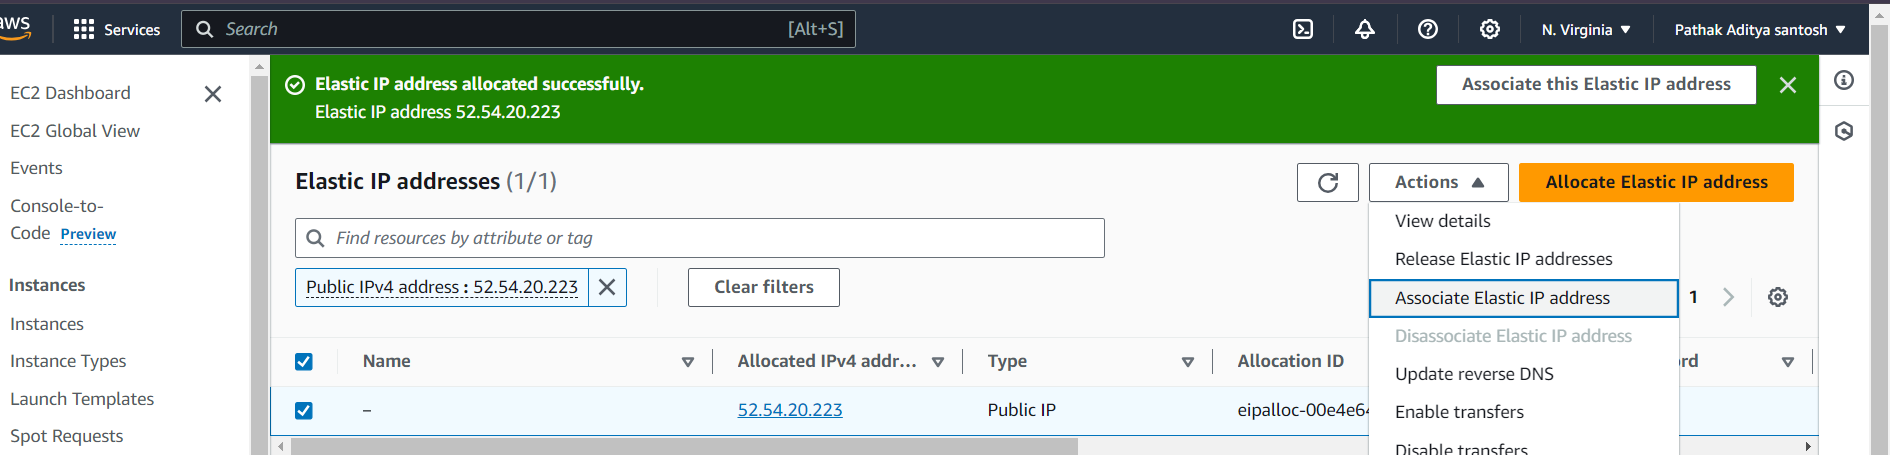 aws
Services
Search
[Alt+S]
N. Virginia
Pathak Aditya santosh
EC2 Dashboard
EC2 Global View
Events
Console-to-
Code Preview
Instances
Instances
Instance Types
Launch Templates
Spot Requests
Elastic IP address allocated successfully.
Elastic IP address 52.54.20.223
Associate this Elastic IP address
Elastic IP addresses (1/1)
Actions
Allocate Elastic IP address
Find resources by attribute or tag
Public IPv4 address : 52.54.20.223
Clear filters
View details
Release Elastic IP addresses
Associate Elastic IP address
Disassociate Elastic IP address
Update reverse DNS
Enable transfers
Disable transfers
1
Name
Allocated IPv4 addr...
Type
Allocation ID
rd
–
52.54.20.223
Public IP
eipalloc-00e4e64